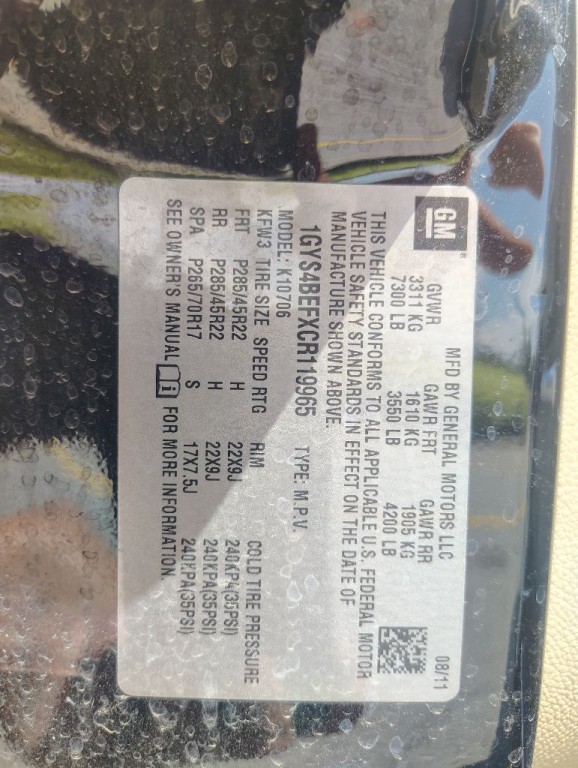 GM ®
MFD BY GENERAL MOTORS LLC 08/11
GVWR GAWR FRT GAWR RR
3311 KG 1610 KG 1905 KG
7300 LB 3550 LB 4200 LB
THIS VEHICLE CONFORMS TO ALL APPLICABLE U.S. FEDERAL MOTOR
VEHICLE SAFETY STANDARDS IN EFFECT ON THE DATE OF
MANUFACTURE SHOWN ABOVE.
1GYS4BEFXCR119965 TYPE: M.P.V.
MODEL: K10706
KFW3 TIRE SIZE SPEED RTG RIM COLD TIRE PRESSURE
FRT P285/45R22 H 22X9J 240KPA(35PSI)
RR P285/45R22 H 22X9J 240KPA(35PSI)
SPA P265/70R17 S 17X7.5J 240KPA(35PSI)
SEE OWNER'S MANUAL i FOR MORE INFORMATION.